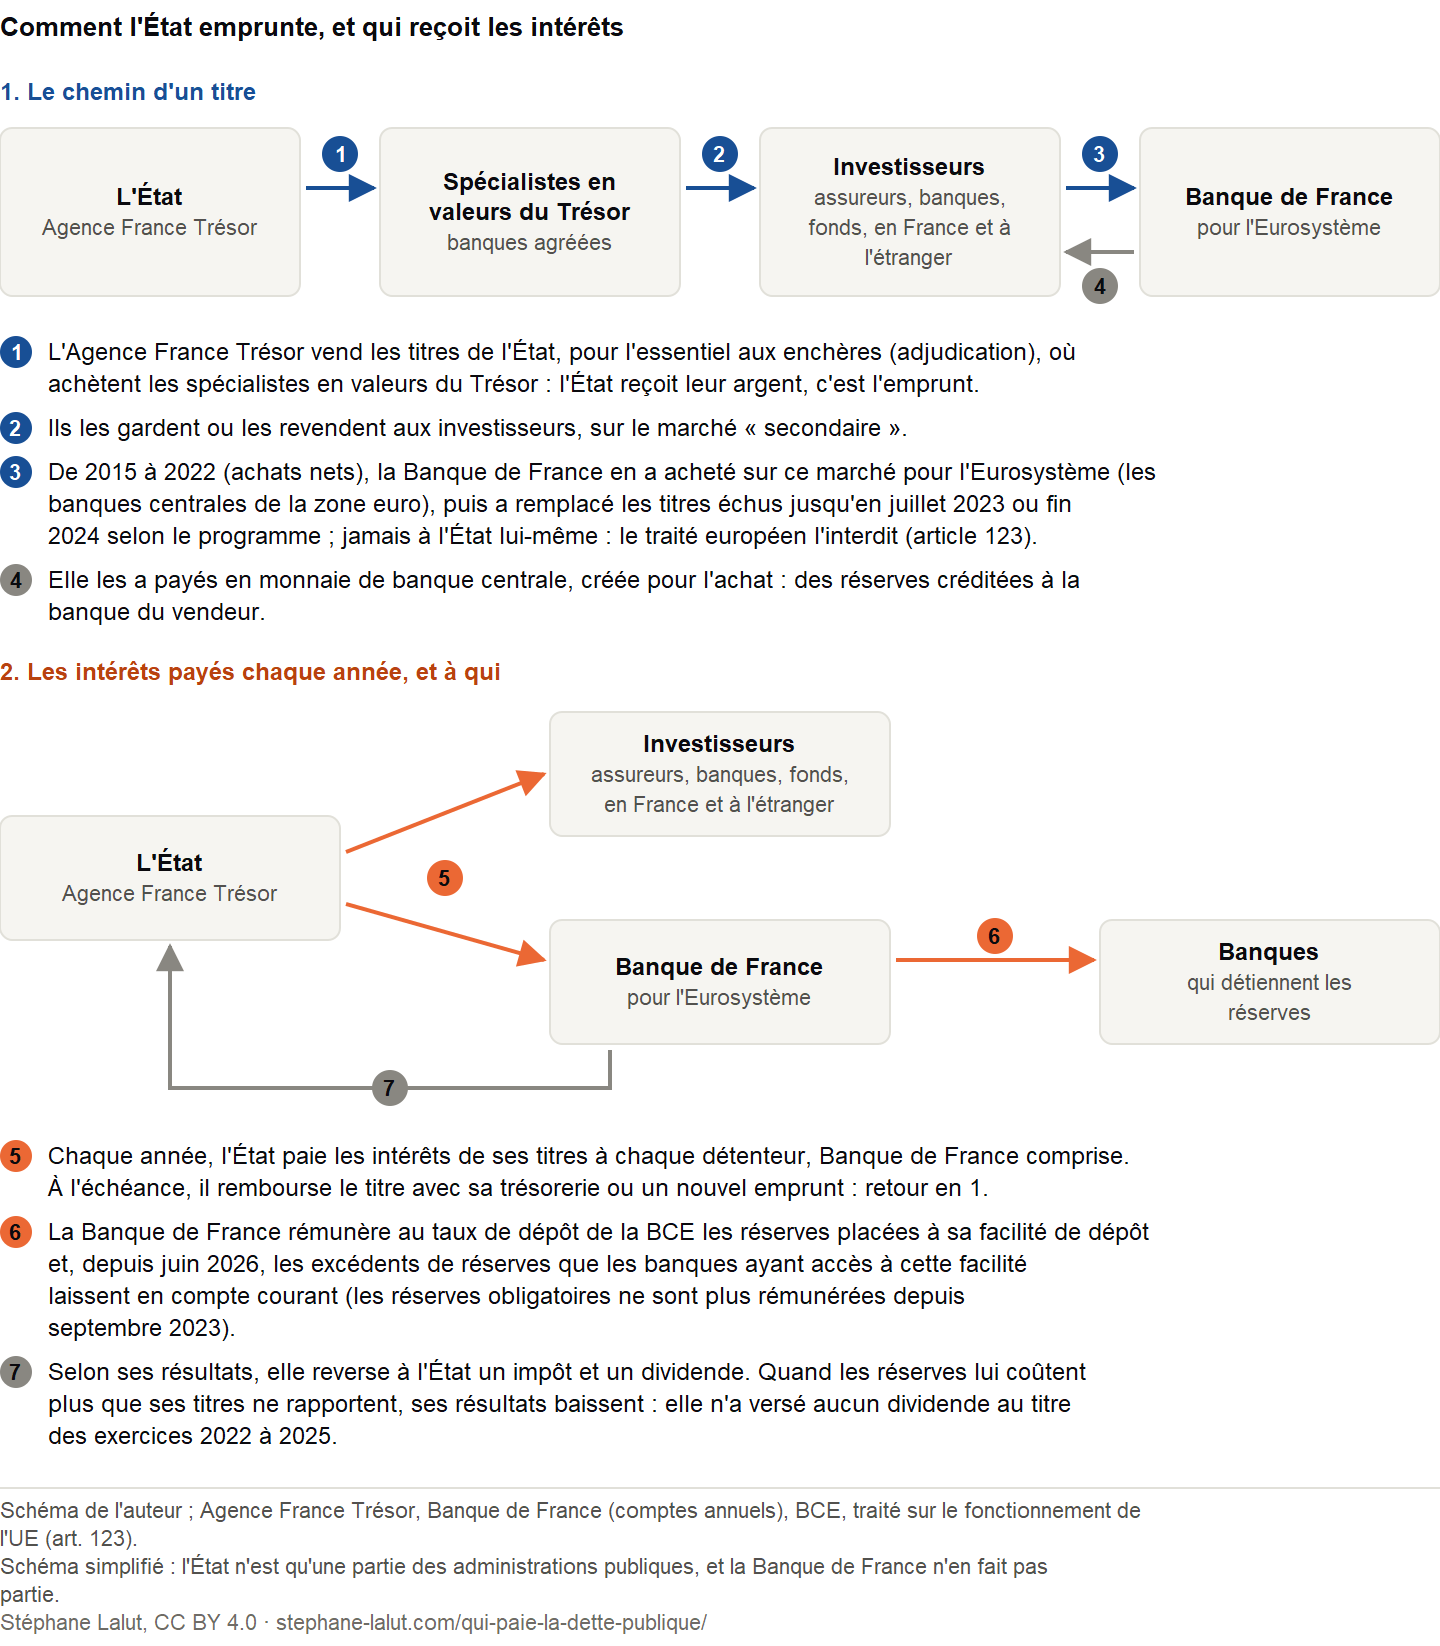 Comment l'État emprunte, et qui reçoit les intérêts
1. Le chemin d'un titre
1
2
3
L'État
Agence France Trésor
Spécialistes en
valeurs du Trésor
banques agréées
Investisseurs
assureurs, banques,
fonds, en France et à
l'étranger
Banque de France
pour l'Eurosystème
4
1 L'Agence France Trésor vend les titres de l'État, pour l'essentiel aux enchères (adjudication), où
achètent les spécialistes en valeurs du Trésor : l'État reçoit leur argent, c'est l'emprunt.
2 Ils les gardent ou les revendent aux investisseurs, sur le marché « secondaire ».
3 De 2015 à 2022 (achats nets), la Banque de France en a acheté sur ce marché pour l'Eurosystème (les
banques centrales de la zone euro), puis a remplacé les titres échus jusqu'en juillet 2023 ou fin
2024 selon le programme ; jamais à l'État lui-même : le traité européen l'interdit (article 123).
4 Elle les a payés en monnaie de banque centrale, créée pour l'achat : des réserves créditées à la
banque du vendeur.
2. Les intérêts payés chaque année, et à qui
Investisseurs
assureurs, banques, fonds,
en France et à l'étranger
L'État
Agence France Trésor
5
Banque de France
pour l'Eurosystème
6
Banques
qui détiennent les
réserves
7
5 Chaque année, l'État paie les intérêts de ses titres à chaque détenteur, Banque de France comprise.
À l'échéance, il rembourse le titre avec sa trésorerie ou un nouvel emprunt : retour en 1.
6 La Banque de France rémunère au taux de dépôt de la BCE les réserves placées à sa facilité de dépôt
et, depuis juin 2026, les excédents de réserves que les banques ayant accès à cette facilité
laissent en compte courant (les réserves obligatoires ne sont plus rémunérées depuis
septembre 2023).
7 Selon ses résultats, elle reverse à l'État un impôt et un dividende. Quand les réserves lui coûtent
plus que ses titres ne rapportent, ses résultats baissent : elle n'a versé aucun dividende au titre
des exercices 2022 à 2025.
Schéma de l'auteur ; Agence France Trésor, Banque de France (comptes annuels), BCE, traité sur le fonctionnement de
l'UE (art. 123).
Schéma simplifié : l'État n'est qu'une partie des administrations publiques, et la Banque de France n'en fait pas
partie.
Stéphane Lalut, CC BY 4.0 · stephane-lalut.com/qui-paie-la-dette-publique/